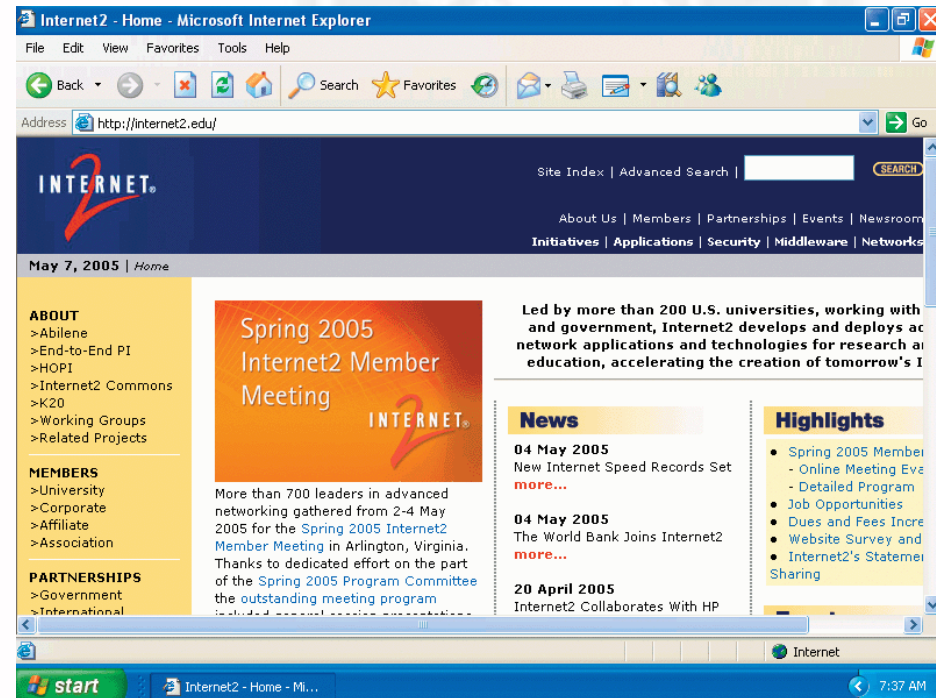 Internet2 - Home - Microsoft Internet Explorer
File Edit View Favorites Tools Help
Back Search Favorites
Address http://internet2.edu/ Go
INTERNET® 2
Site Index | Advanced Search | SEARCH
About Us | Members | Partnerships | Events | Newsroom
Initiatives | Applications | Security | Middleware | Networks
May 7, 2005 | Home
ABOUT
>Abilene
>End-to-End PI
>HOPI
>Internet2 Commons
>K20
>Working Groups
>Related Projects
MEMBERS
>University
>Corporate
>Affiliate
>Association
PARTNERSHIPS
>Government
>International
Spring 2005
Internet2 Member
Meeting
INTERNET® 2
More than 700 leaders in advanced
networking gathered from 2-4 May
2005 for the Spring 2005 Internet2
Member Meeting in Arlington, Virginia.
Thanks to dedicated effort on the part
of the Spring 2005 Program Committee
the outstanding meeting program
included general session presentations
Led by more than 200 U.S. universities, working with
and government, Internet2 develops and deploys
network applications and technologies for research
education, accelerating the creation of tomorrow's
News
04 May 2005
New Internet Speed Records Set
more...
04 May 2005
The World Bank Joins Internet2
more...
20 April 2005
Internet2 Collaborates With HP
Highlights
• Spring 2005 Member
- Online Meeting
- Detailed Program
• Job Opportunities
• Dues and Fees
• Website Survey and
• Internet2's
Sharing
Internet
start
Internet2 - Home - Mi...
7:37 AM